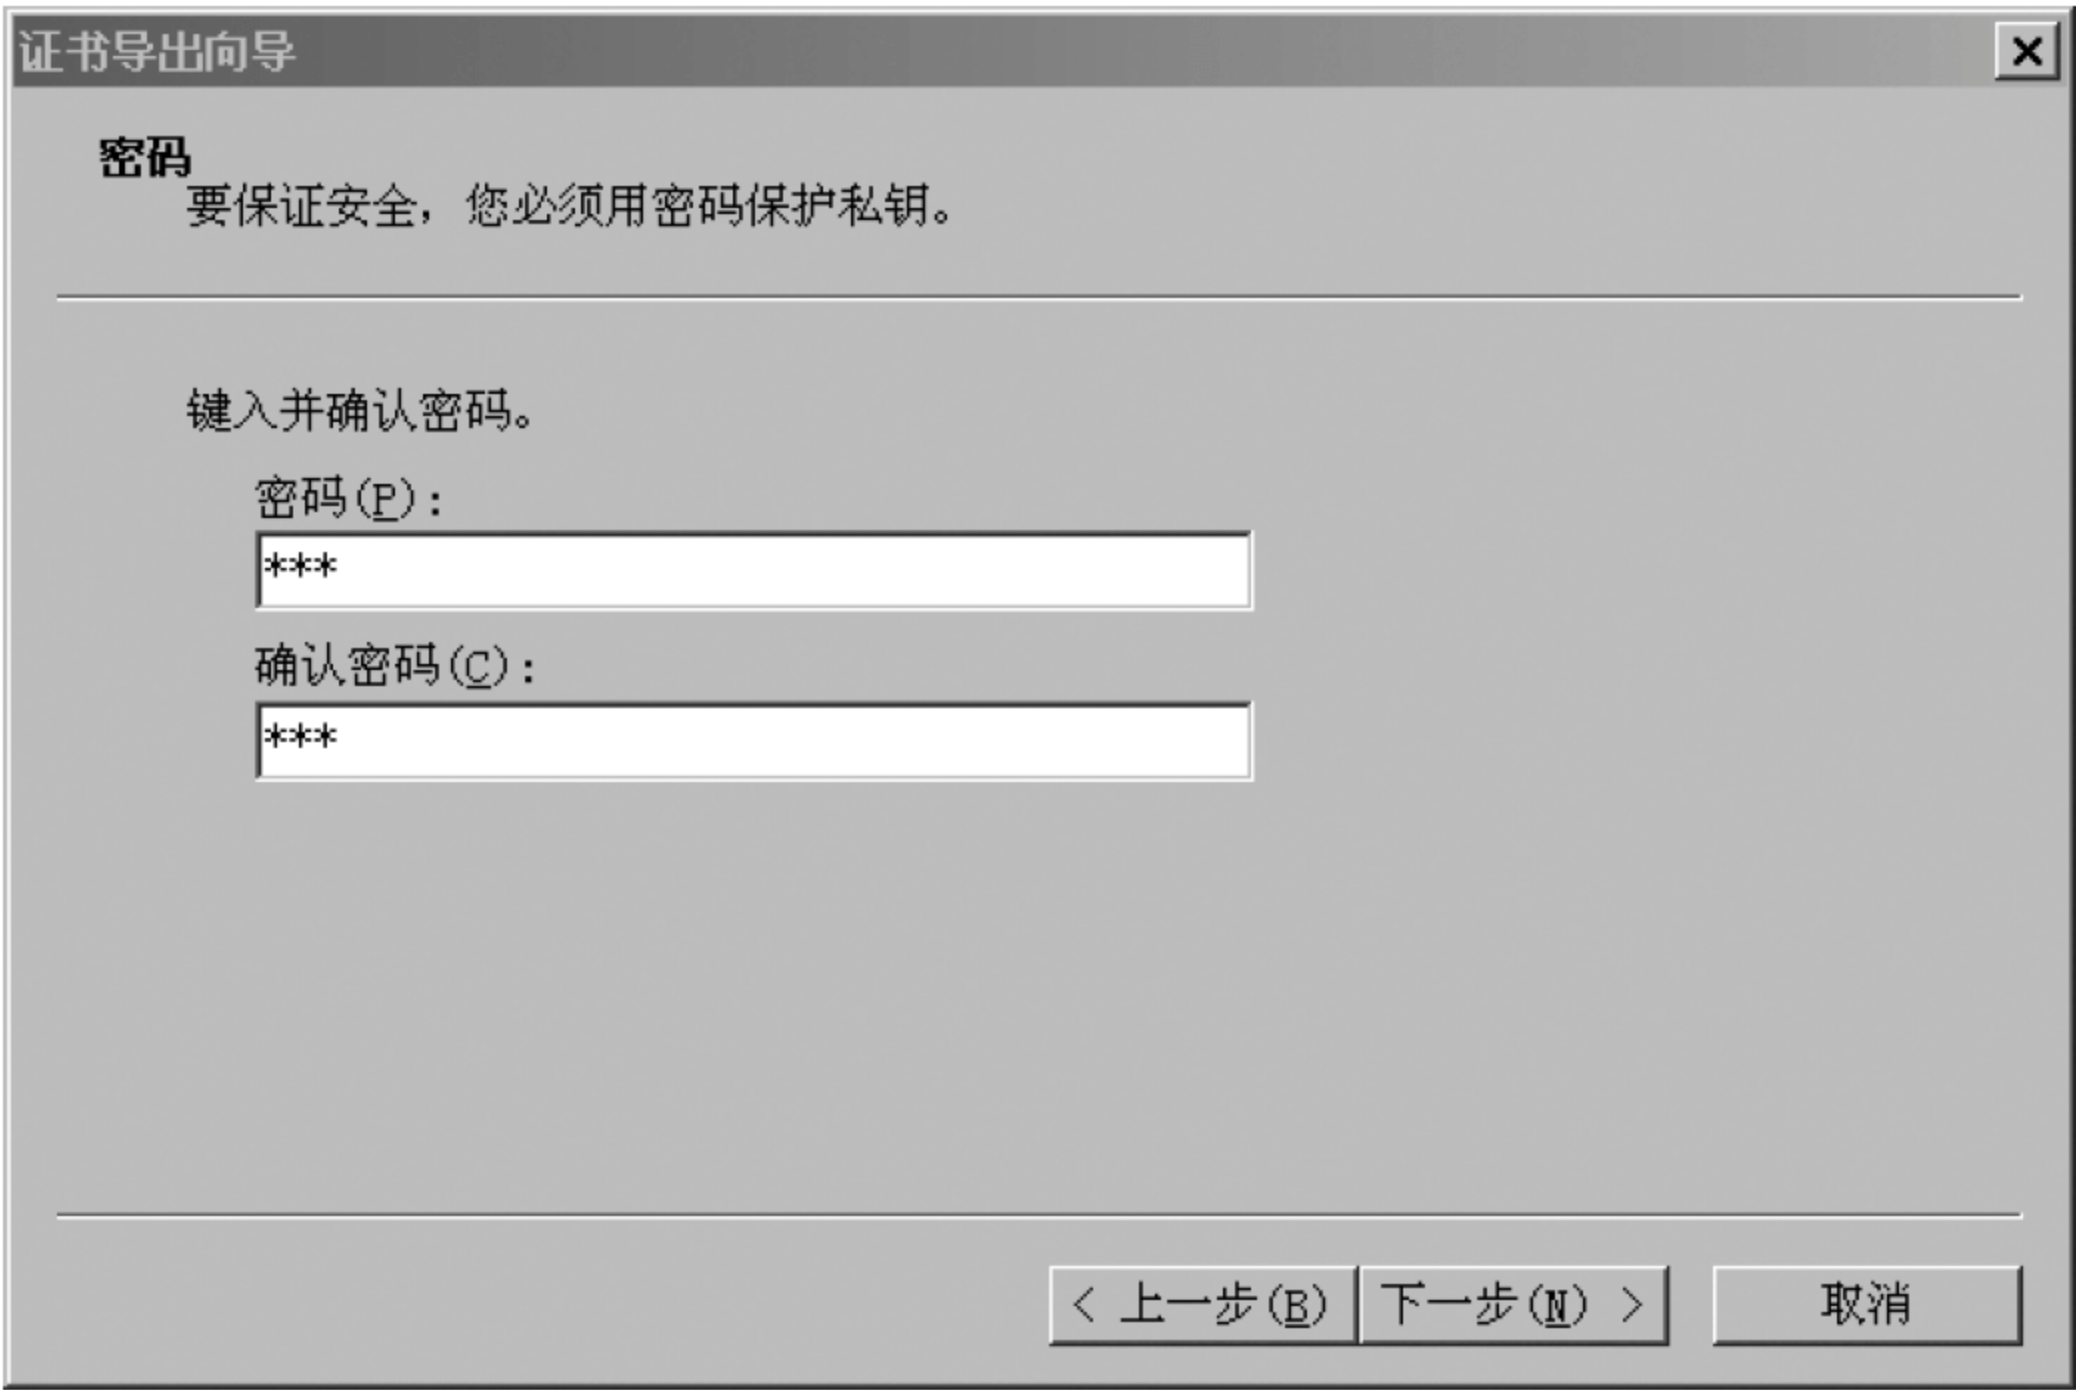 证书导出向导
密码
要保证安全，您必须用密码保护私钥。
键入并确认密码。
密码(P)：
***
确认密码(C)：
***
< 上一步(B) 下一步(N) > 取消